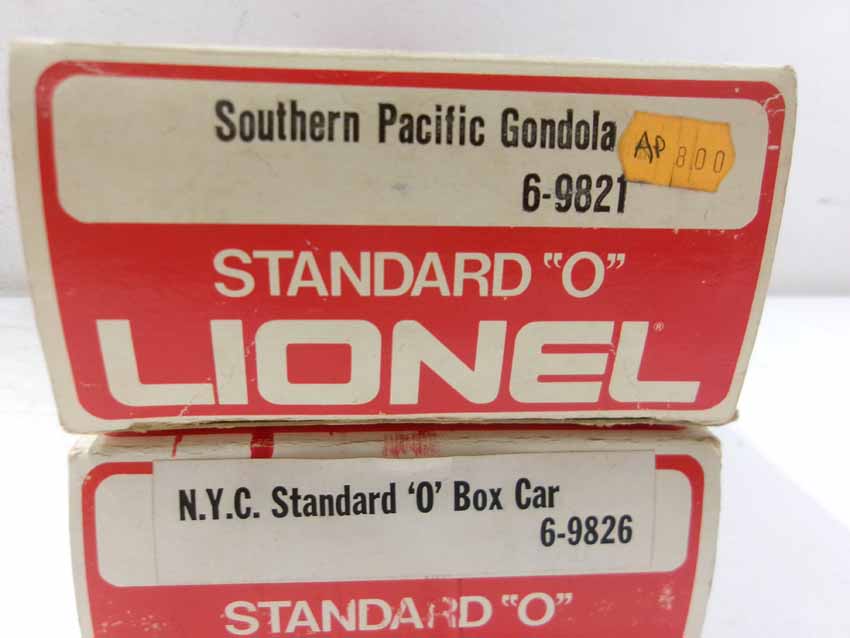 Southern Pacific Gondola
AP 8.00
6-9821
STANDARD "O"
LIONEL®
N.Y.C. Standard 'O' Box Car
6-9826
STANDARD "O"